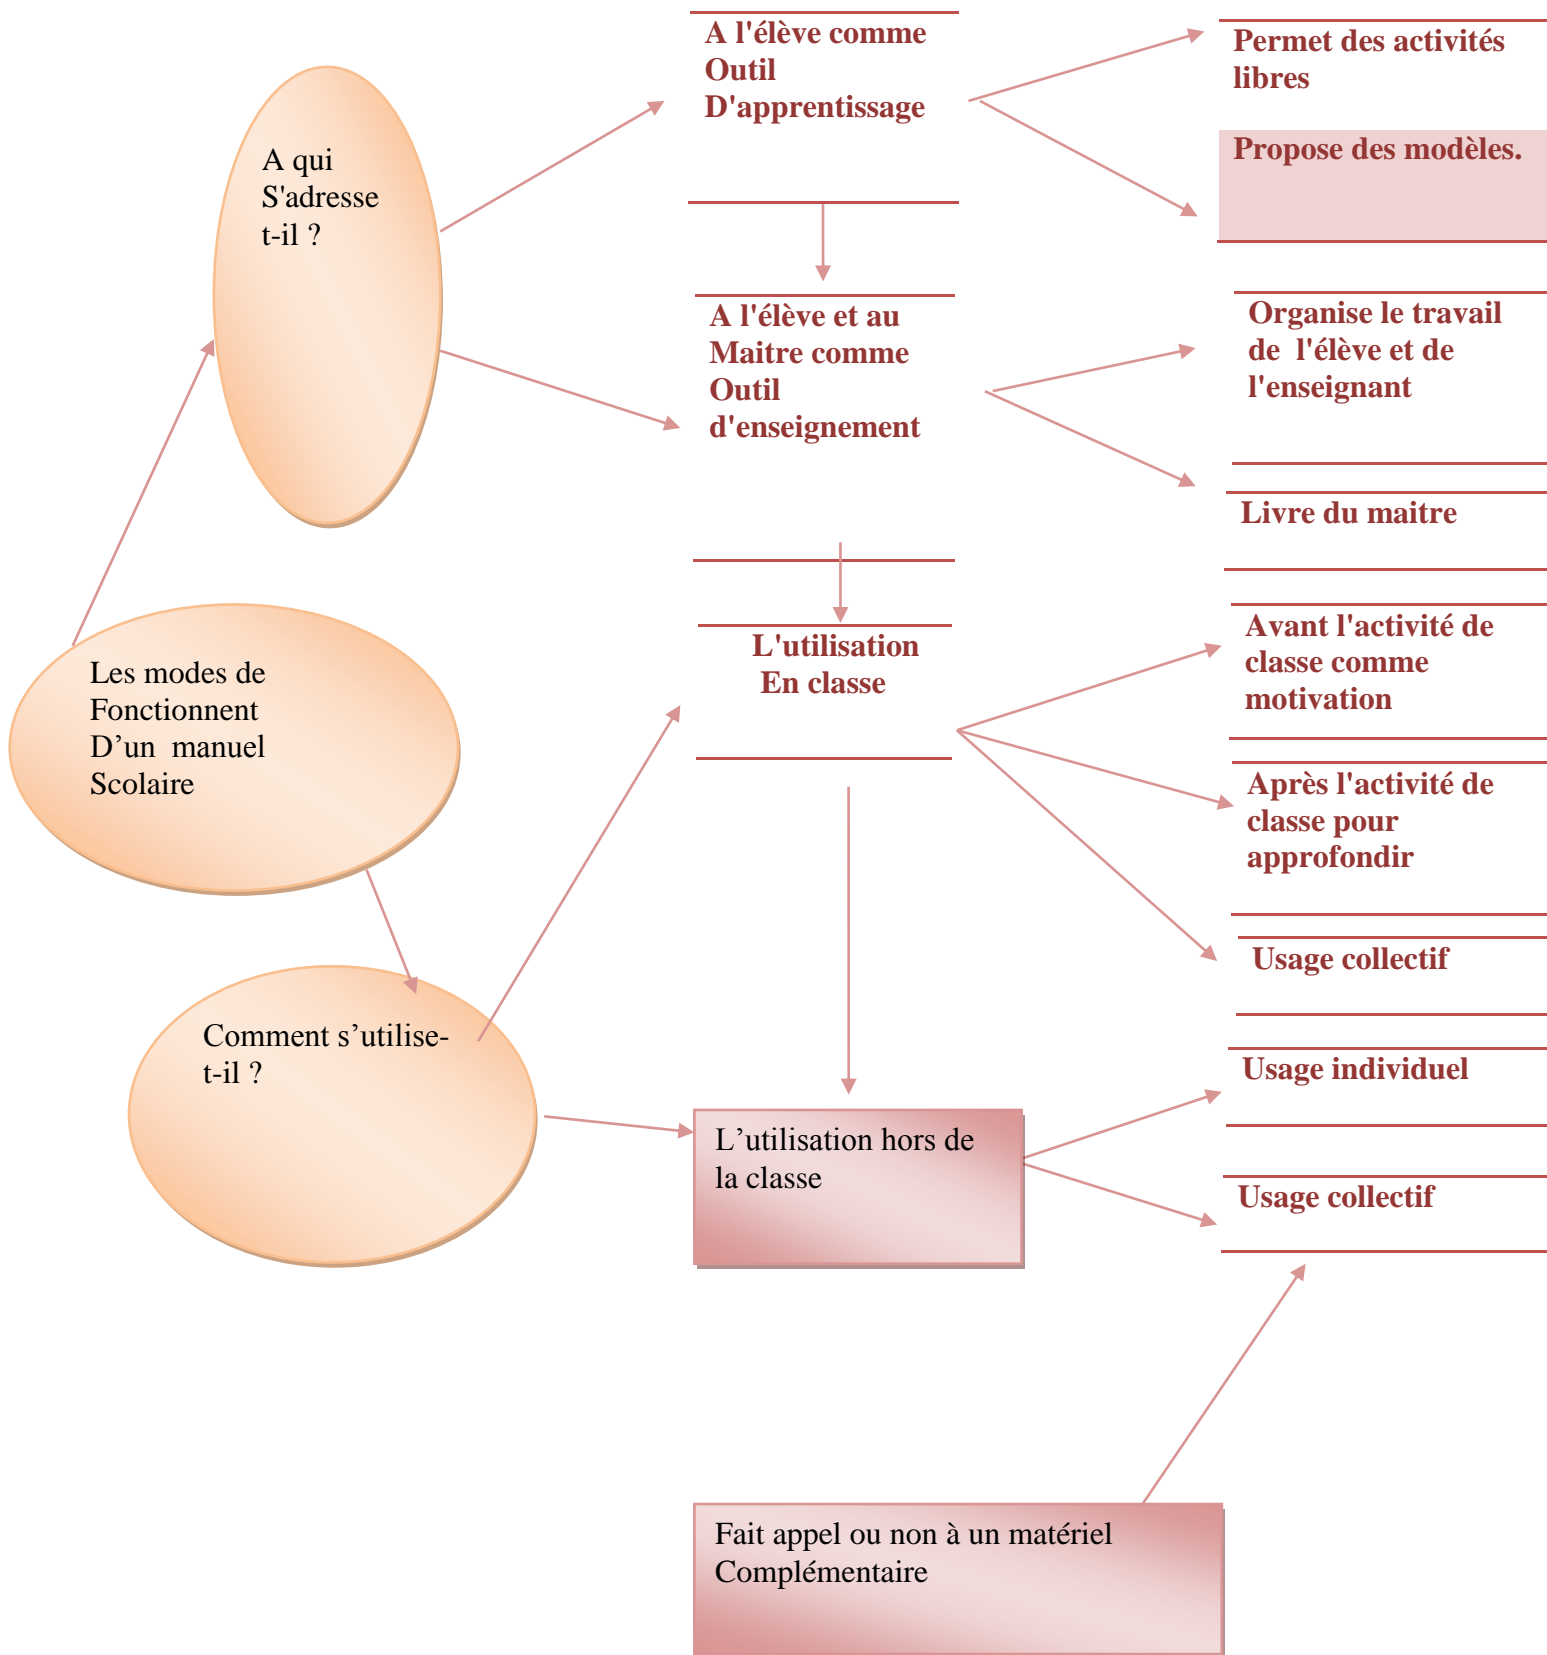 A qui
S'adresse
t-il ?
Les modes de
Fonctionnent
D’un  manuel
Scolaire
Comment s’utilise-
t-il ?
A l'élève comme
Outil
D'apprentissage
A l'élève et au
Maitre comme
Outil
d'enseignement
L'utilisation
En classe
L’utilisation hors de
la classe
Fait appel ou non à un matériel
Complémentaire
Permet des activités
libres
Propose des modèles.
Organise le travail
de  l'élève et de
l'enseignant
Livre du maitre
Avant l'activité de
classe comme
motivation
Après l'activité de
classe pour
approfondir
Usage collectif
Usage individuel
Usage collectif